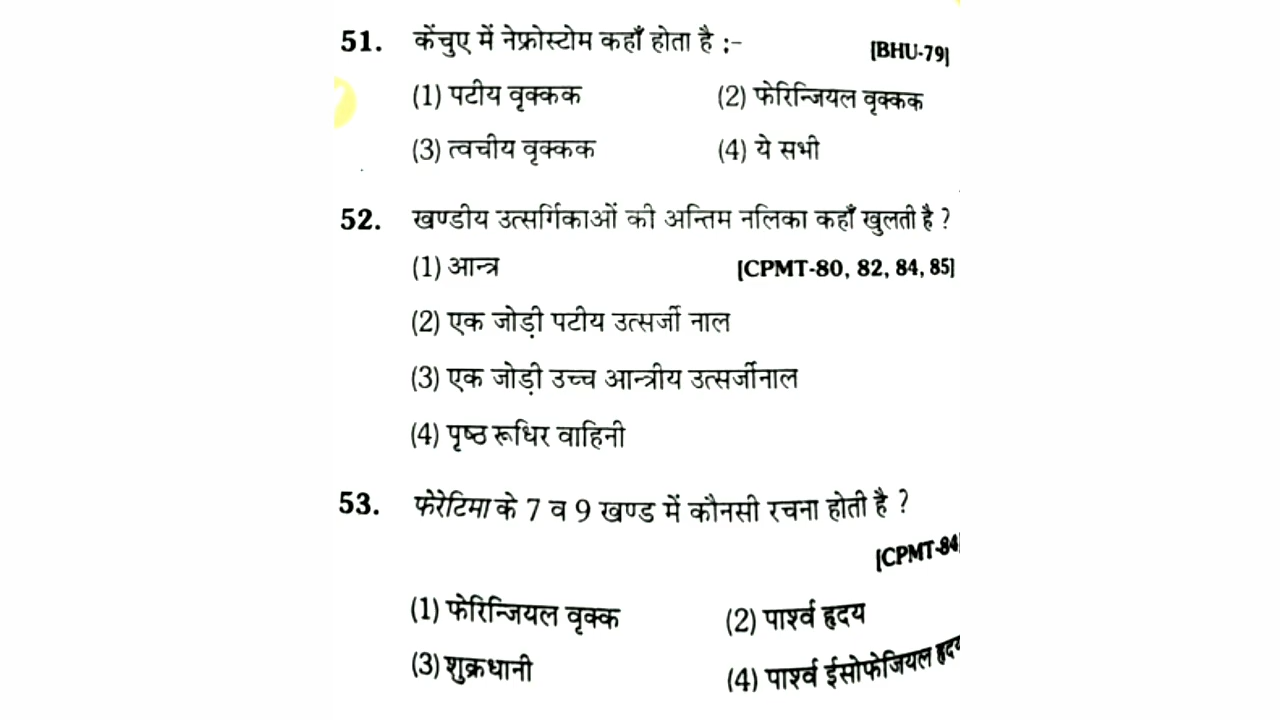 51. केंचुए में नेफ्रोस्टोम कहाँ होता है :- [BHU-79]
(1) पटीय वृक्कक (2) फेरिन्जियल वृक्कक
(3) त्वचीय वृक्कक (4) ये सभी
52. खण्डीय उत्सर्गिकाओं की अन्तिम नलिका कहाँ खुलती है ?
(1) आन्त्र [CPMT-80, 82, 84, 85]
(2) एक जोड़ी पटीय उत्सर्जी नाल
(3) एक जोड़ी उच्च आन्त्रीय उत्सर्जीनाल
(4) पृष्ठ रूधिर वाहिनी
53. फेरेटिमा के 7 व 9 खण्ड में कौनसी रचना होती है ?
[CPMT-84]
(1) फेरिन्जियल वृक्क (2) पार्श्व हृदय
(3) शुक्रधानी (4) पार्श्व ईसोफेजियल हृदय